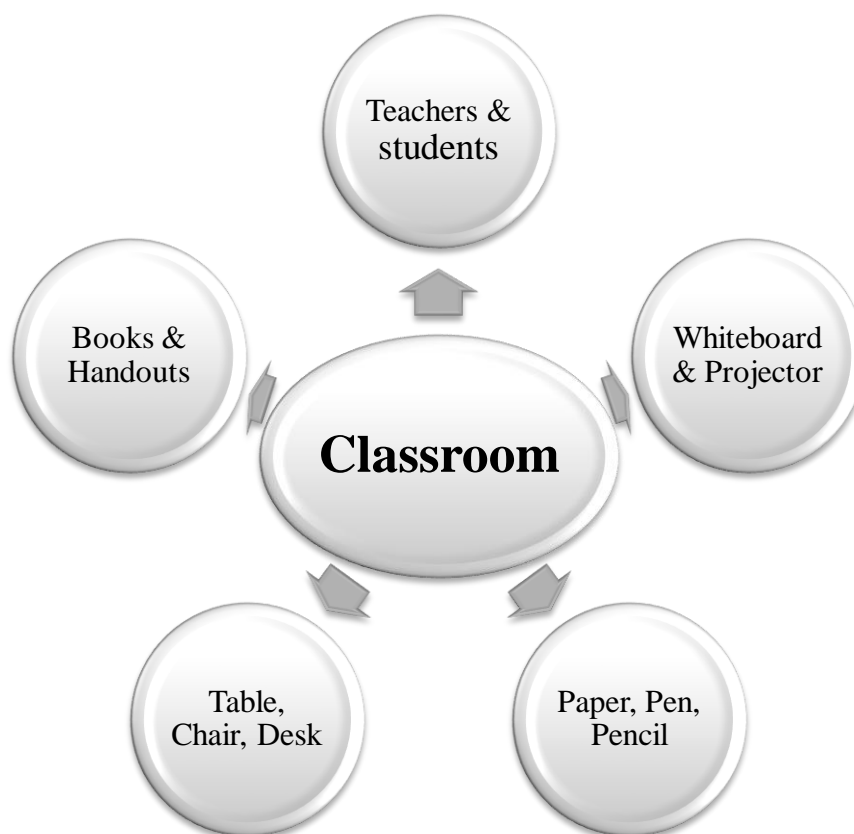 Teachers &
students
Books &
Handouts
Whiteboard
& Projector
Classroom
Table,
Chair, Desk
Paper, Pen,
Pencil